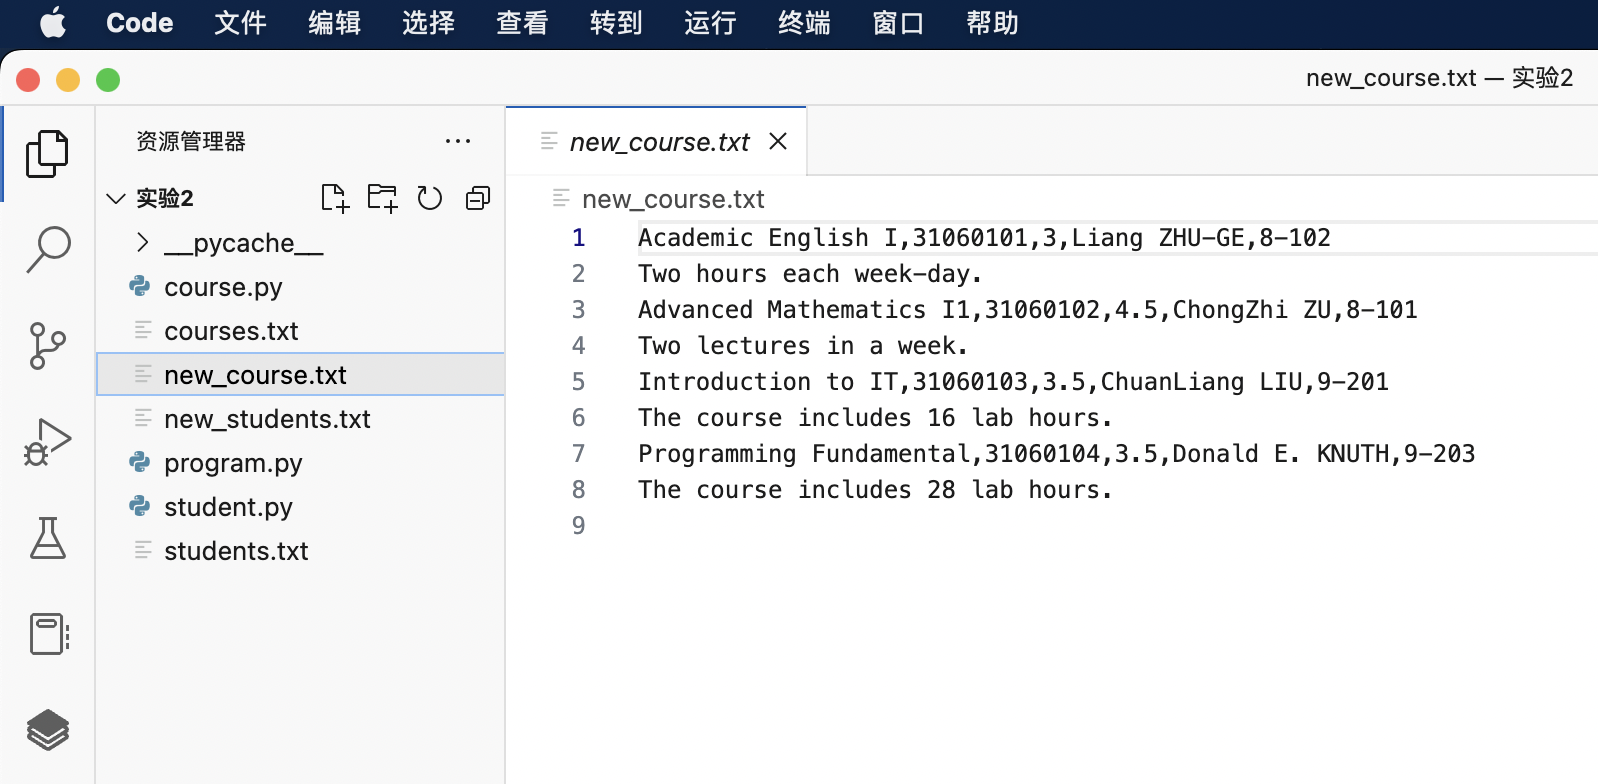 Code 文件 编辑 选择 查看 转到 运行 终端 窗口 帮助
new_course.txt — 实验2
资源管理器
实验2
__pycache__
course.py
courses.txt
new_course.txt
new_students.txt
program.py
student.py
students.txt
new_course.txt
new_course.txt
1 Academic English I,31060101,3,Liang ZHU-GE,8-102
2 Two hours each week-day.
3 Advanced Mathematics I1,31060102,4.5,ChongZhi ZU,8-101
4 Two lectures in a week.
5 Introduction to IT,31060103,3.5,ChuanLiang LIU,9-201
6 The course includes 16 lab hours.
7 Programming Fundamental,31060104,3.5,Donald E. KNUTH,9-203
8 The course includes 28 lab hours.
9